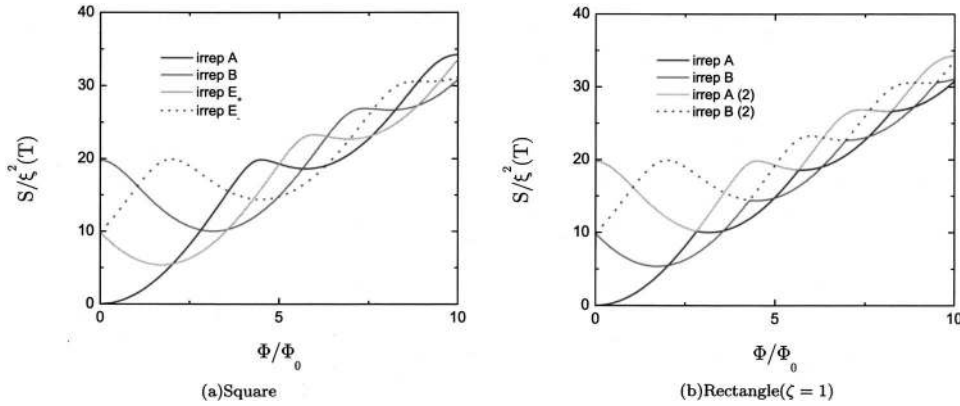 40
30
20
10
0
0
5
10
S/ξ²(T)
Φ/Φ₀
irrep A
irrep B
irrep E₊
irrep E₋
(a)Square
40
30
20
10
0
0
5
10
S/ξ²(T)
Φ/Φ₀
irrep A
irrep B
irrep A (2)
irrep B (2)
(b)Rectangle(ζ = 1)